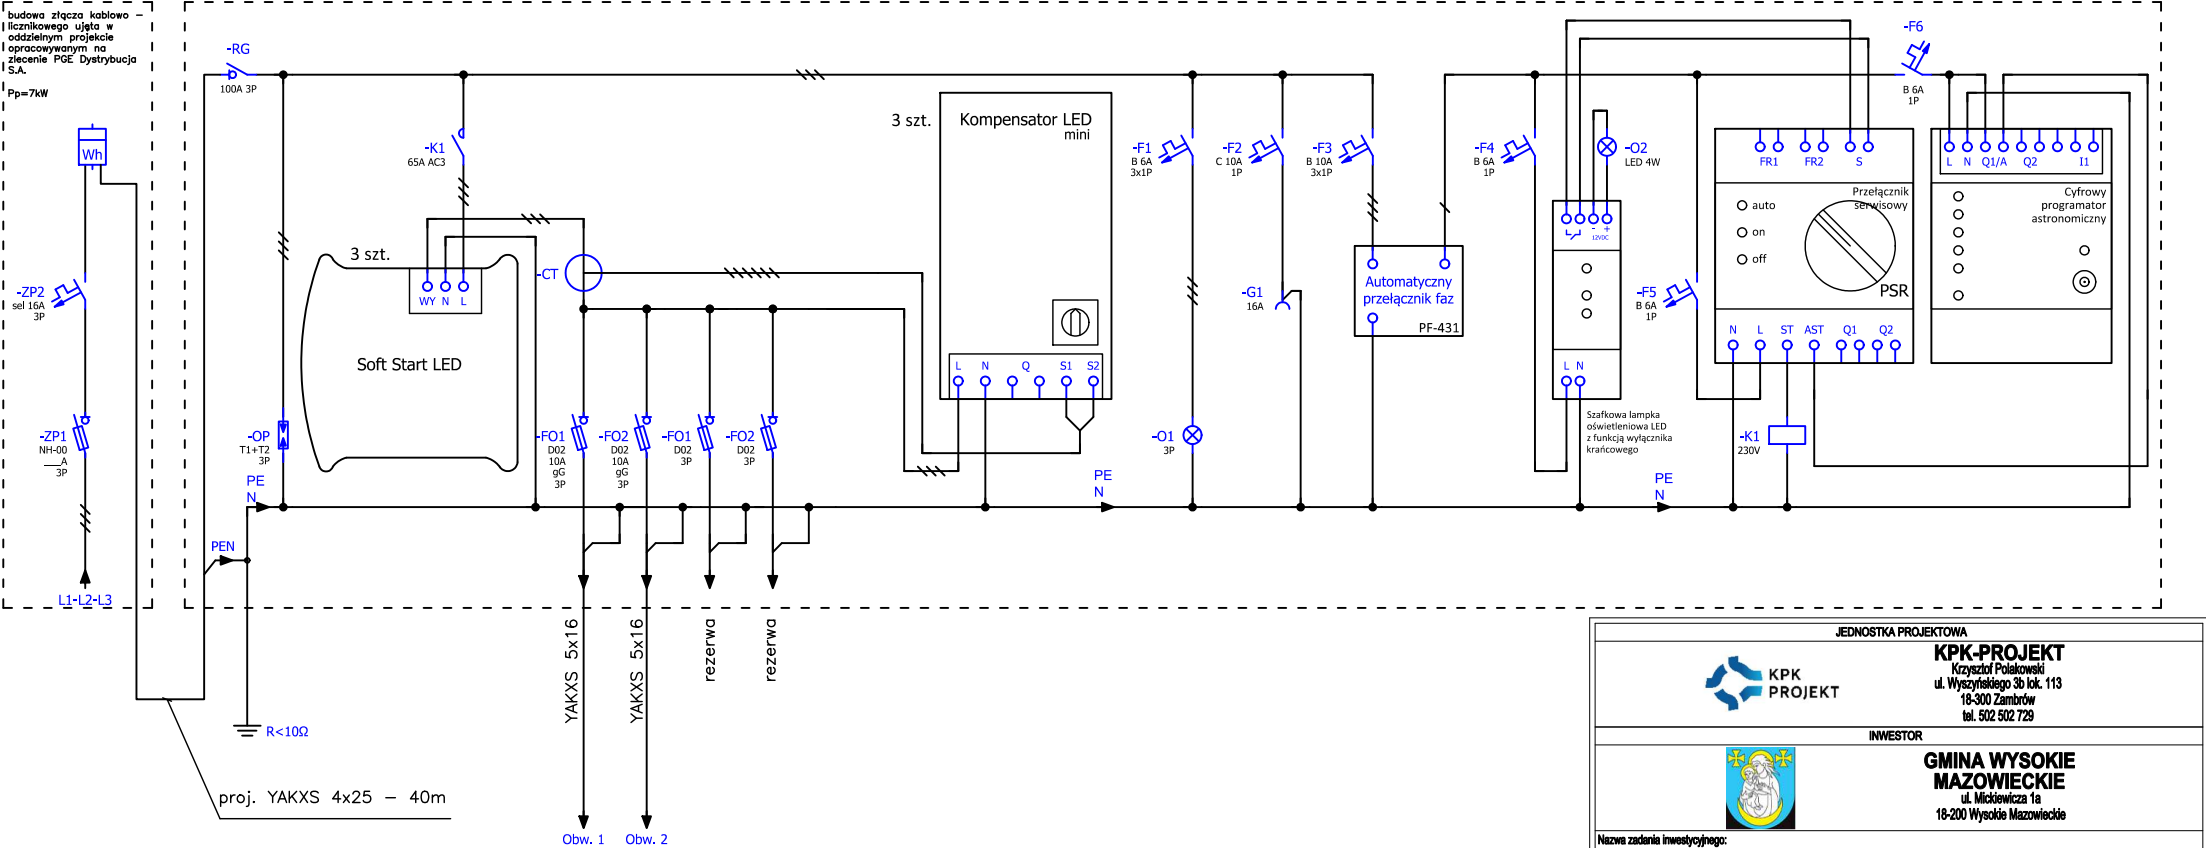 budowa złącza kablowo –
licznikowego ujęta w
oddzielnym projekcie
opracowywanym na
zlecenie PGE Dystrybucja
S.A.
Pp=7kW
Wh
-ZP2
sel 16A
3P
-ZP1
NH-00
___A
3P
L1-L2-L3
-RG
100A 3P
-K1
65A AC3
3 szt.
WY N L
Soft Start LED
-OP
T1+T2
3P
PE
N
PEN
R<10Ω
proj. YAKXS 4x25 – 40m
-CT
-FO1
D02
10A
gG
3P
-FO2
D02
10A
gG
3P
-FO1
D02
3P
-FO2
D02
3P
YAKXS 5x16
YAKXS 5x16
rezerwa
rezerwa
Obw. 1
Obw. 2
3 szt.
Kompensator LED
mini
L N Q S1 S2
PE
N
-F1
B 6A
3x1P
-F2
C 10A
1P
-F3
B 10A
3x1P
-G1
16A
-O1
3P
Automatyczny
przełącznik faz
PF-431
-F4
B 6A
1P
-O2
LED 4W
- +
12VDC
L N
Szafkowa lampka
oświetleniowa LED
z funkcją wyłącznika
krańcowego
-F5
B 6A
1P
PE
N
-K1
230V
FR1 FR2 S
Przełącznik
serwisowy
auto
on
off
PSR
N L ST AST Q1 Q2
-F6
B 6A
1P
L N Q1/A Q2 I1
Cyfrowy
programator
astronomiczny
JEDNOSTKA PROJEKTOWA
KPK
PROJEKT
KPK-PROJEKT
Krzysztof Polakowski
ul. Wyszyńskiego 3b lok. 113
18-300 Zambrów
tel. 502 502 729
INWESTOR
GMINA WYSOKIE
MAZOWIECKIE
ul. Mickiewicza 1a
18-200 Wysokie Mazowieckie
Nazwa zadania inwestycyjnego: